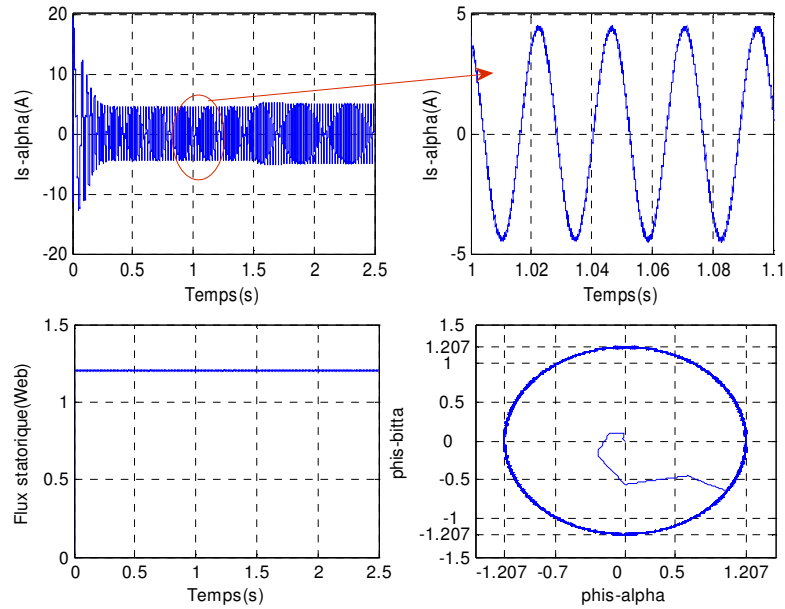 20
10
0
-10
-20
Is-alpha(A)
0 0.5 1 1.5 2 2.5
Temps(s)
5
0
-5
Is-alpha(A)
1 1.02 1.04 1.06 1.08 1.1
Temps(s)
1.5
1
0.5
0
Flux statorique(Web)
0 1 2 2.5
Temps(s)
1.5
1.207
1
0.5
0
-0.5
-1
-1.207
-1.5
phis-bitta
-1.207 -0.7 0 0.5 1.207
phis-alpha